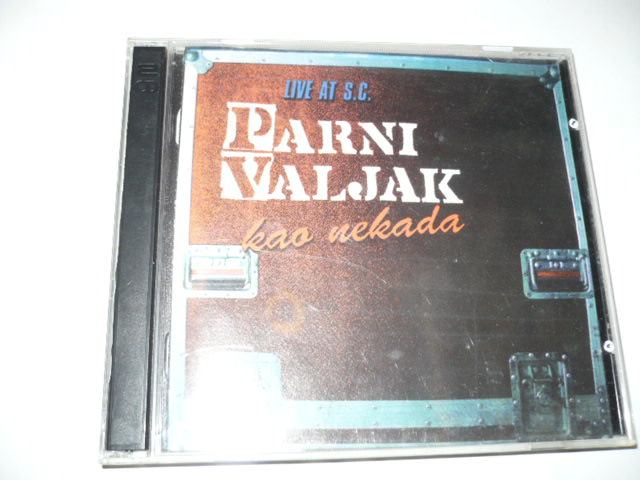 LIVE AT S.C.
PARNI
VALJAK
kao nekada